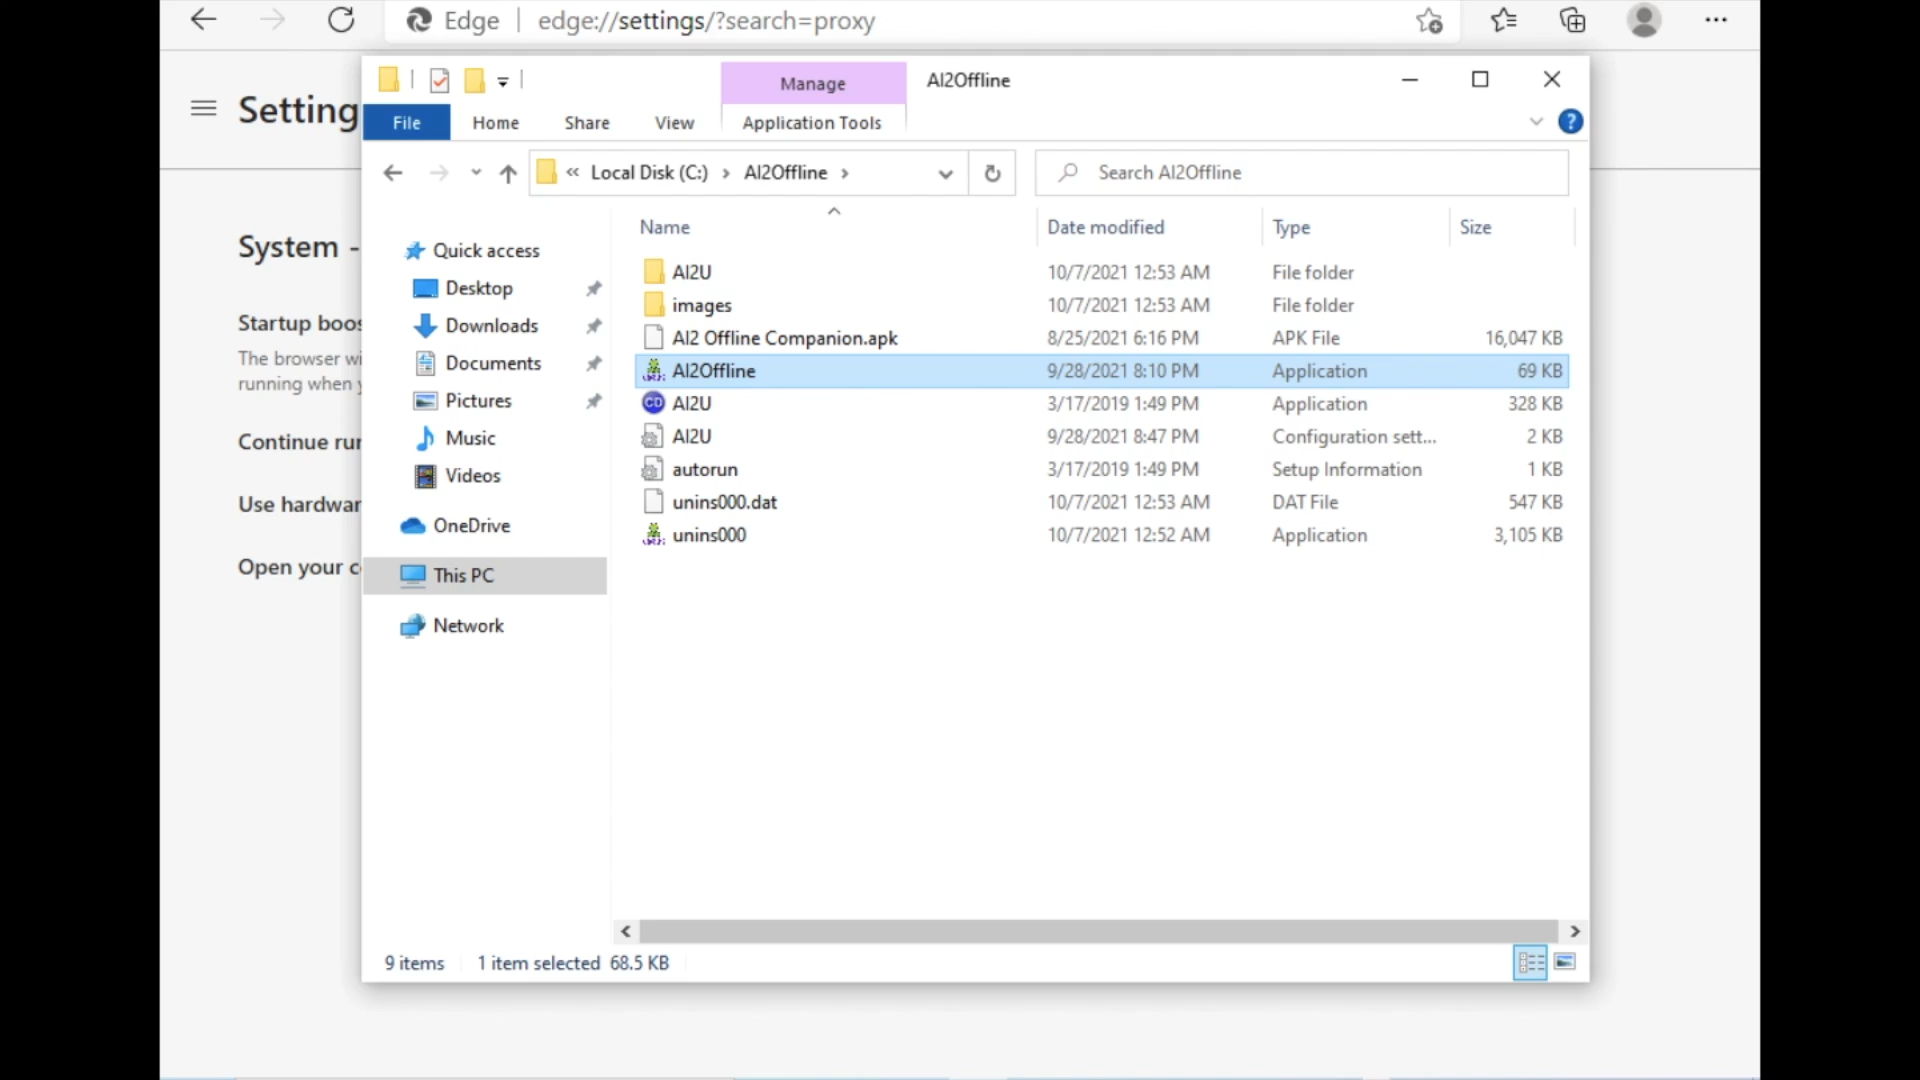 Edge | edge://settings/?search=proxy
Setting
System -
Startup boos
The browser wi
running when y
Continue rur
Use hardwar
Open your c
Manage
AI2Offline
File Home Share View Application Tools
« Local Disk (C:) › AI2Offline ›
Search AI2Offline
Quick access
Desktop
Downloads
Documents
Pictures
Music
Videos
OneDrive
This PC
Network
Name Date modified Type Size
AI2U 10/7/2021 12:53 AM File folder
images 10/7/2021 12:53 AM File folder
AI2 Offline Companion.apk 8/25/2021 6:16 PM APK File 16,047 KB
AI2Offline 9/28/2021 8:10 PM Application 69 KB
AI2U 3/17/2019 1:49 PM Application 328 KB
AI2U 9/28/2021 8:47 PM Configuration sett... 2 KB
autorun 3/17/2019 1:49 PM Setup Information 1 KB
unins000.dat 10/7/2021 12:53 AM DAT File 547 KB
unins000 10/7/2021 12:52 AM Application 3,105 KB
9 items 1 item selected 68.5 KB